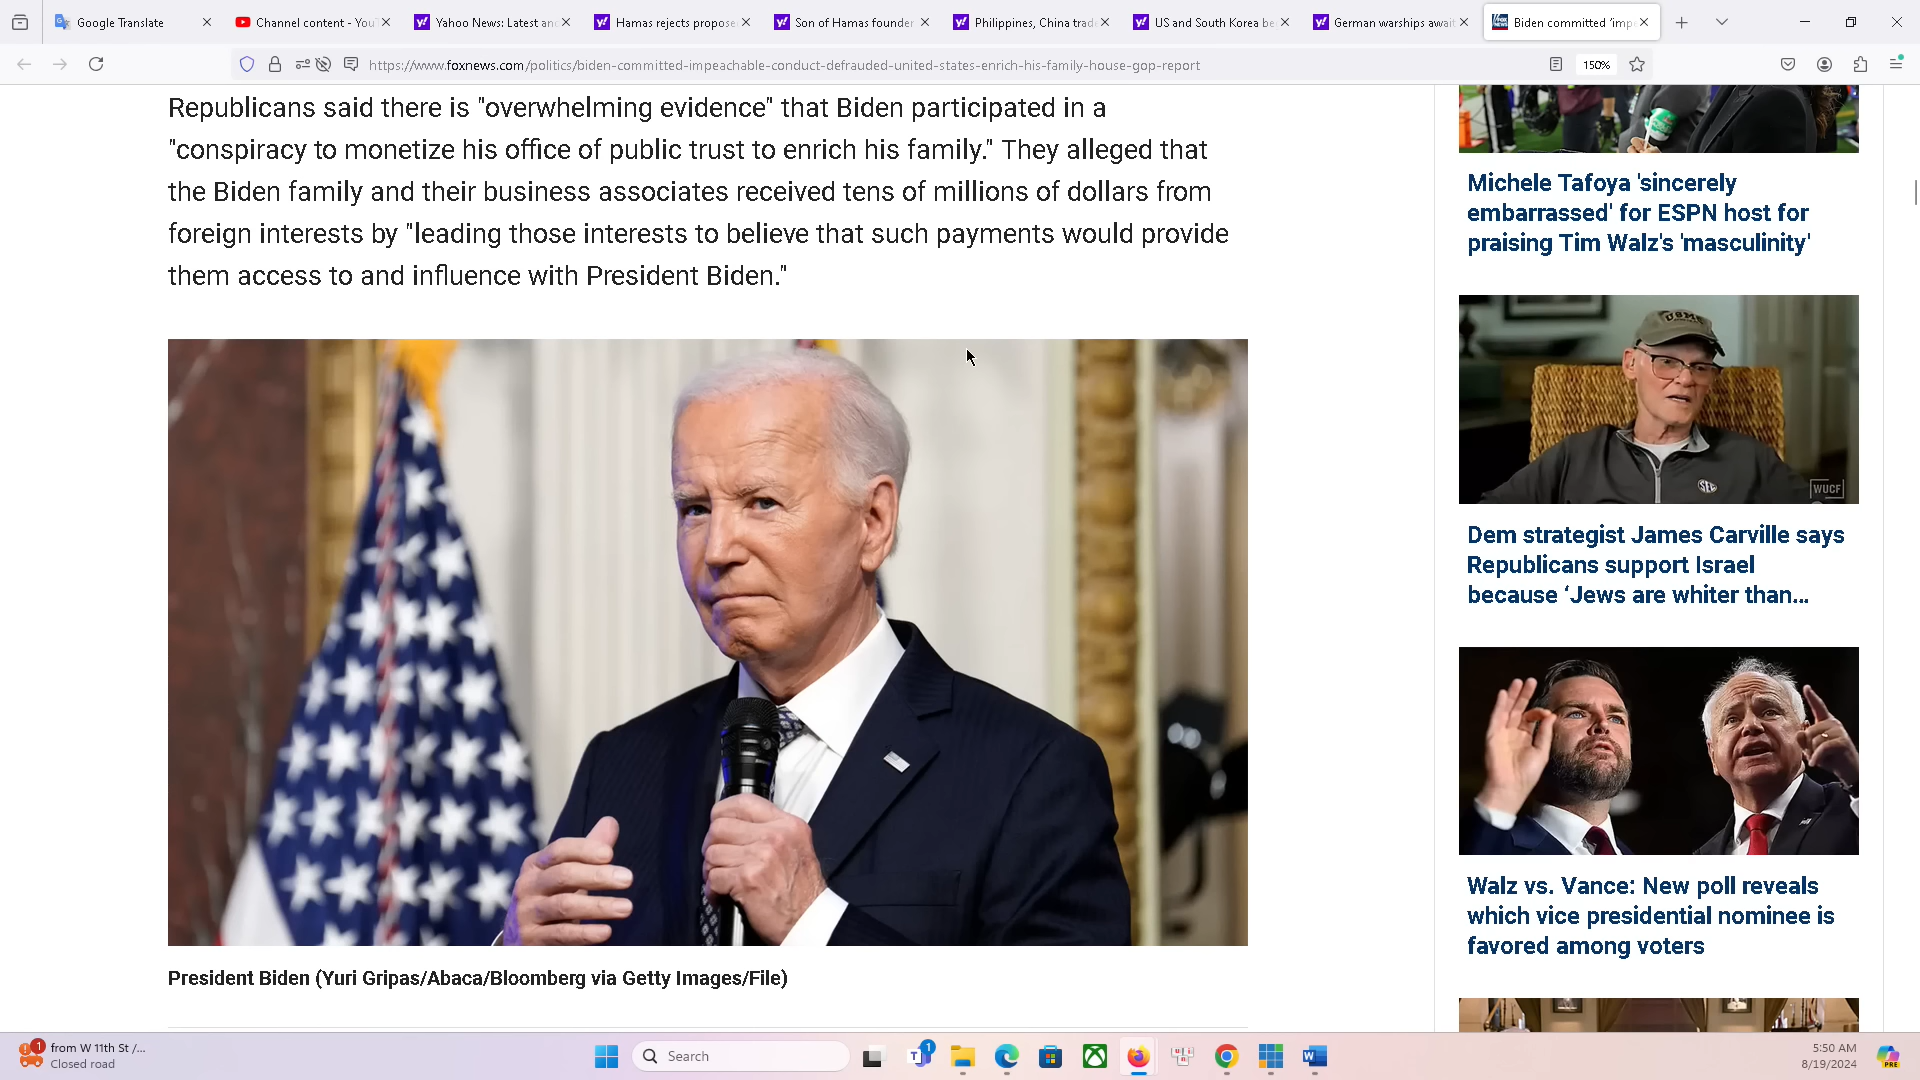 Google Translate
Channel content - You
Yahoo News: Latest and
Hamas rejects propose
Son of Hamas founder
Philippines, China trad
US and South Korea be
German warships await
Biden committed 'imp
https://www.foxnews.com/politics/biden-committed-impeachable-conduct-defrauded-united-states-enrich-his-family-house-gop-report
150%
Republicans said there is "overwhelming evidence" that Biden participated in a
"conspiracy to monetize his office of public trust to enrich his family." They alleged that
the Biden family and their business associates received tens of millions of dollars from
foreign interests by "leading those interests to believe that such payments would provide
them access to and influence with President Biden."
President Biden (Yuri Gripas/Abaca/Bloomberg via Getty Images/File)
Michele Tafoya 'sincerely
embarrassed' for ESPN host for
praising Tim Walz's 'masculinity'
USMC
SEC
WUCF
Dem strategist James Carville says
Republicans support Israel
because ‘Jews are whiter than...
Walz vs. Vance: New poll reveals
which vice presidential nominee is
favored among voters
1
from W 11th St /...
Closed road
Search
1
5:50 AM
8/19/2024
PRE